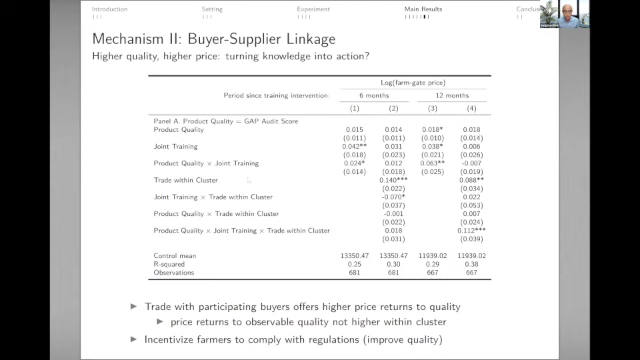 Introduction Setting Experiment Main Results Conclus
Mechanism II: Buyer-Supplier Linkage
Higher quality, higher price: turning knowledge into action?
Log(farm-gate price)
Period since training intervention: 6 months 12 months
(1) (2) (3) (4)
Panel A. Product Quality = GAP Audit Score
Product Quality 0.015 0.014 0.018* 0.018
(0.011) (0.011) (0.010) (0.014)
Joint Training 0.042** 0.031 0.038* 0.006
(0.018) (0.023) (0.021) (0.026)
Product Quality × Joint Training 0.024* 0.012 0.063** -0.007
(0.014) (0.018) (0.025) (0.019)
Trade within Cluster 0.140*** 0.088**
(0.022) (0.034)
Joint Training × Trade within Cluster -0.070* 0.022
(0.037) (0.053)
Product Quality × Trade within Cluster -0.001 0.007
(0.022) (0.024)
Product Quality × Joint Training × Trade within Cluster 0.018 0.112***
(0.031) (0.039)
Control mean 13350.47 13350.47 11939.02 11939.02
R-squared 0.25 0.30 0.29 0.38
Observations 681 681 667 667
Trade with participating buyers offers higher price returns to quality
price returns to observable quality not higher within cluster
Incentivize farmers to comply with regulations (improve quality)